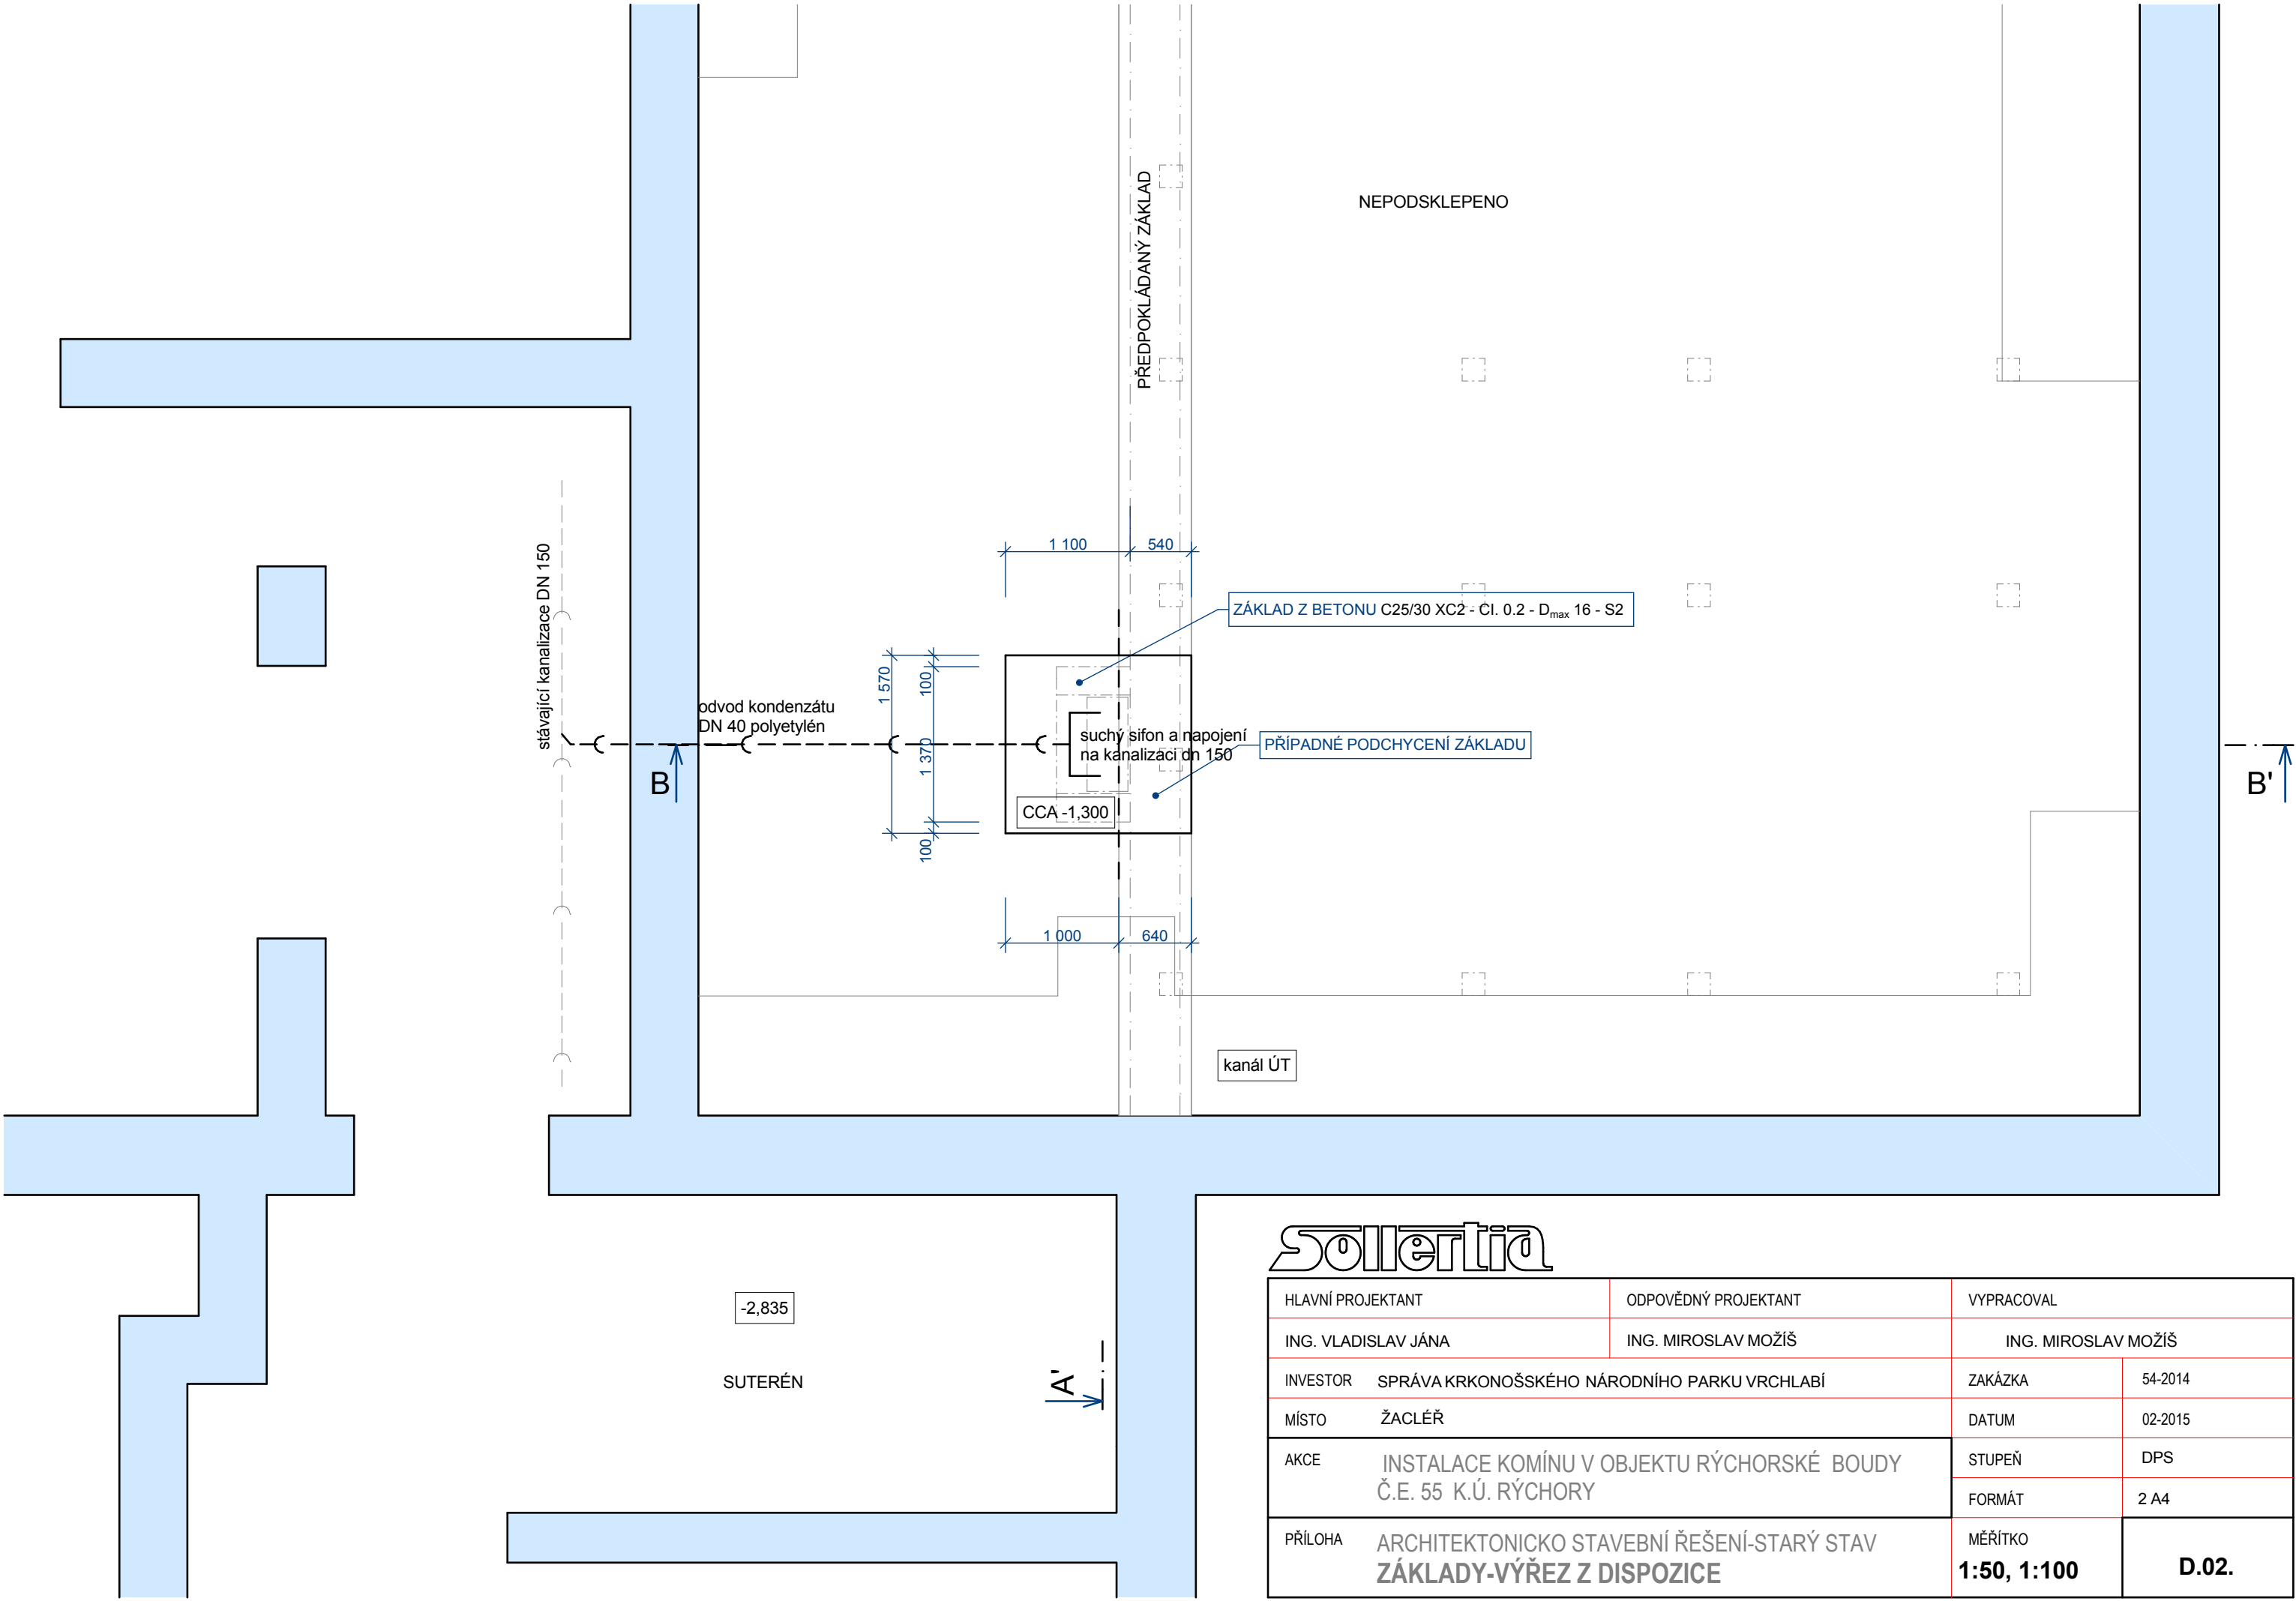 NEPODSKLEPENO
PŘEDPOKLÁDANÝ ZÁKLAD
stávající kanalizace DN 150
1 100
540
ZÁKLAD Z BETONU C25/30 XC2 - Cl. 0.2 - Dmax 16 - S2
1 570
100
1 370
100
odvod kondenzátu
DN 40 polyetylén
suchý sifon a napojení
na kanalizaci dn 150
PŘÍPADNÉ PODCHYCENÍ ZÁKLADU
B
B'
CCA -1,300
1 000
640
kanál ÚT
-2,835
SUTERÉN
A'
Sollertia
HLAVNÍ PROJEKTANT
ODPOVĚDNÝ PROJEKTANT
VYPRACOVAL
ING. VLADISLAV JÁNA
ING. MIROSLAV MOŽÍŠ
ING. MIROSLAV MOŽÍŠ
INVESTOR SPRÁVA KRKONOŠSKÉHO NÁRODNÍHO PARKU VRCHLABÍ
ZAKÁZKA 54-2014
MÍSTO ŽACLÉŘ
DATUM 02-2015
AKCE INSTALACE KOMÍNU V OBJEKTU RÝCHORSKÉ BOUDY
Č.E. 55 K.Ú. RÝCHORY
STUPEŇ DPS
FORMÁT 2 A4
PŘÍLOHA ARCHITEKTONICKO STAVEBNÍ ŘEŠENÍ-STARÝ STAV
ZÁKLADY-VÝŘEZ Z DISPOZICE
MĚŘÍTKO
1:50, 1:100
D.02.